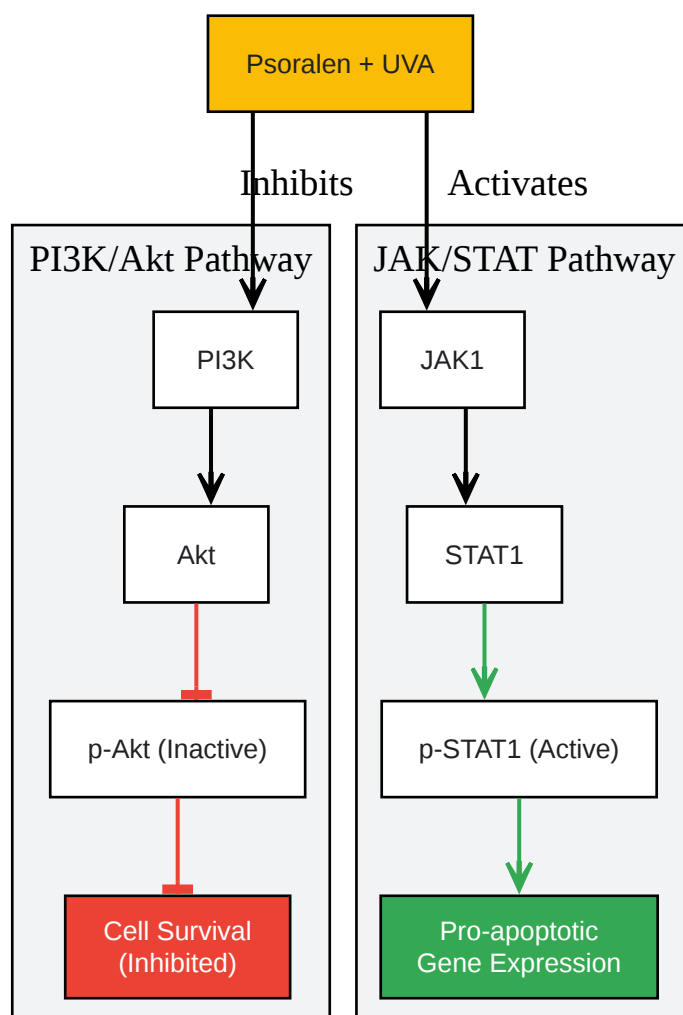 Psoralen + UVA
Inhibits
Activates
PI3K/Akt Pathway
JAK/STAT Pathway
PI3K
JAK1
Akt
STAT1
p-Akt (Inactive)
p-STAT1 (Active)
Cell Survival
(Inhibited)
Pro-apoptotic
Gene Expression